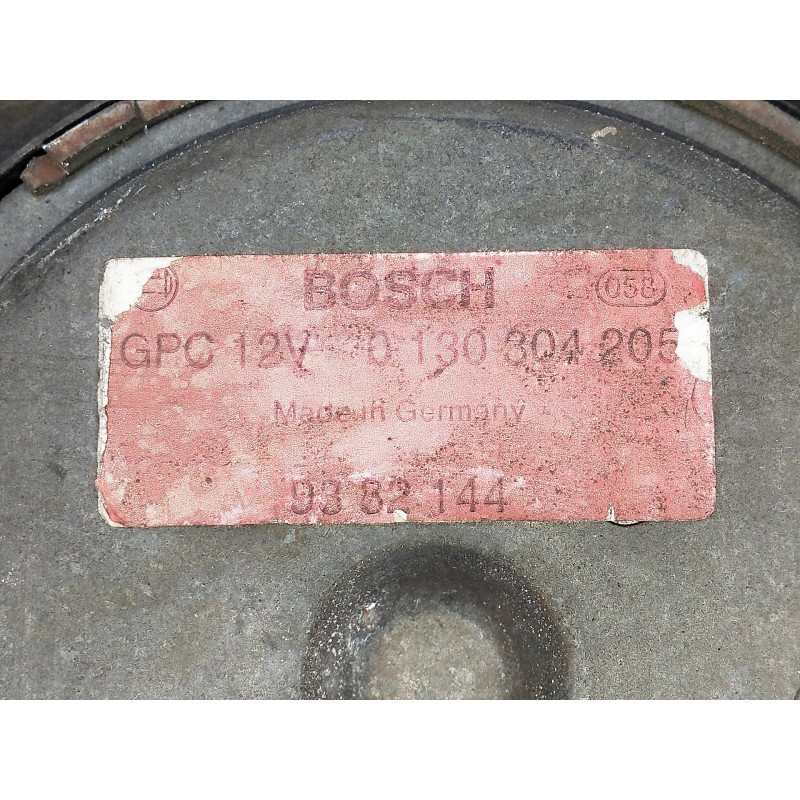 BOSCH 058
GPC 12V 0 130 304 205
Made in Germany
93 82 144